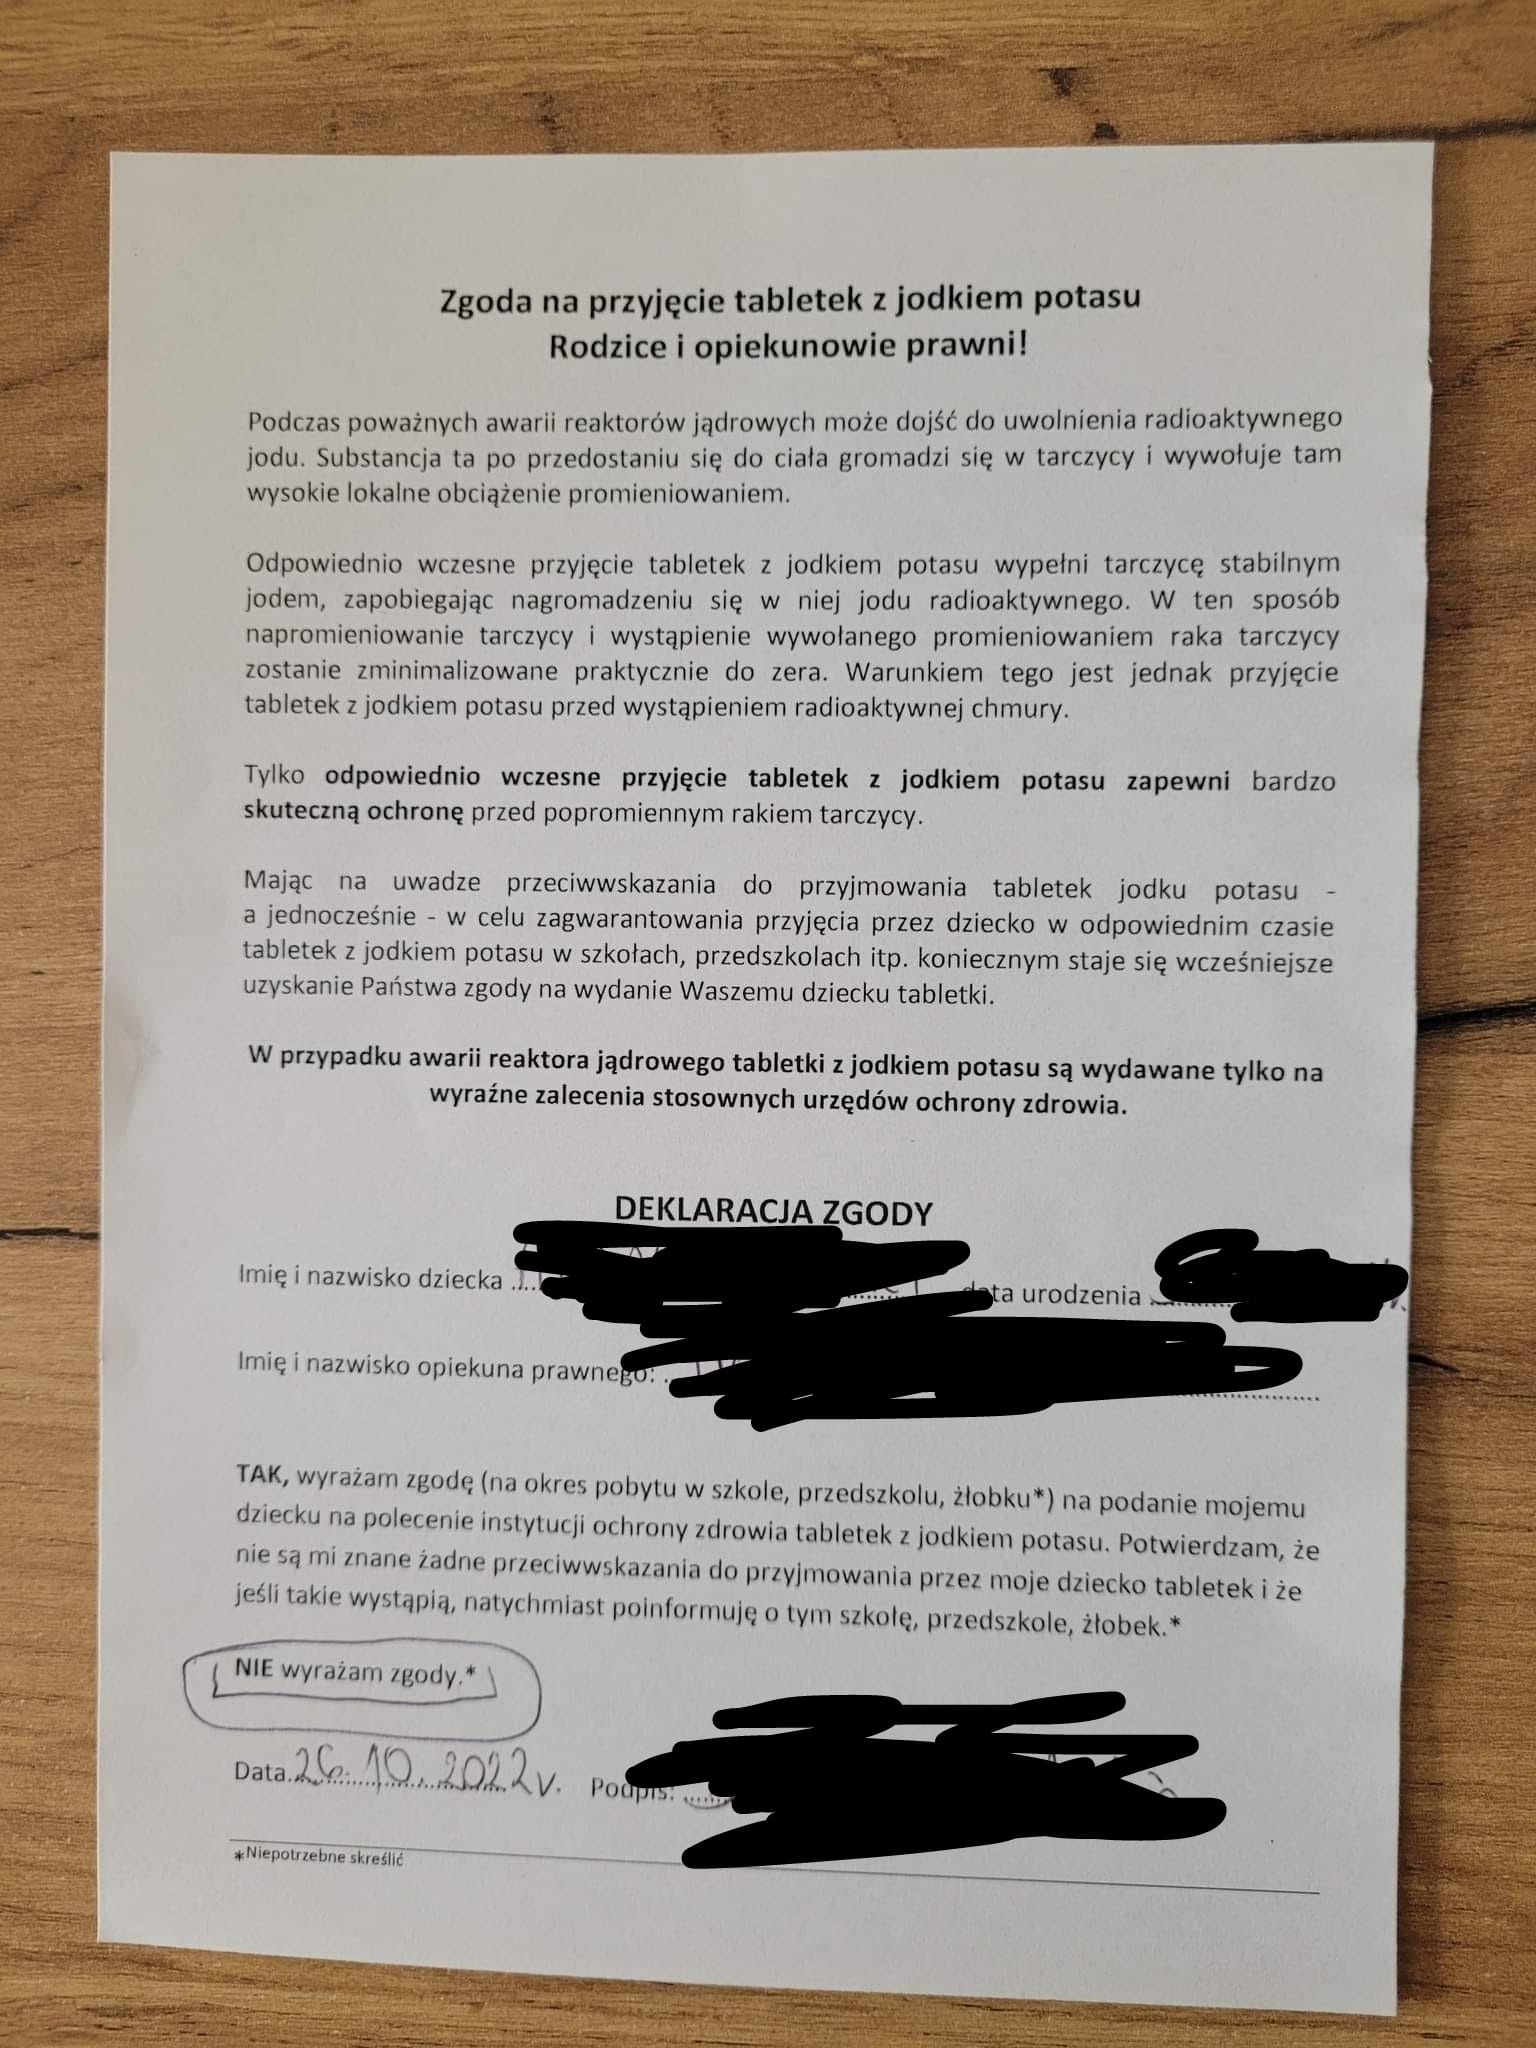 Zgoda na przyjęcie tabletek z jodkiem potasu
Rodzice i opiekunowie prawni!
Podczas poważnych awarii reaktorów jądrowych może dojść do uwolnienia radioaktywnego
jodu. Substancja ta po przedostaniu się do ciała gromadzi się w tarczycy i wywołuje tam
wysokie lokalne obciążenie promieniowaniem.
Odpowiednio wczesne przyjęcie tabletek z jodkiem potasu wypełni tarczycę stabilnym
jodem, zapobiegając nagromadzeniu się w niej jodu radioaktywnego. W ten sposób
napromieniowanie tarczycy i wystąpienie wywołanego promieniowaniem raka tarczycy
zostanie zminimalizowane praktycznie do zera. Warunkiem tego jest jednak przyjęcie
tabletek z jodkiem potasu przed wystąpieniem radioaktywnej chmury.
Tylko odpowiednio wczesne przyjęcie tabletek z jodkiem potasu zapewni bardzo
skuteczną ochronę przed popromiennym rakiem tarczycy.
Mając na uwadze przeciwwskazania do przyjmowania tabletek jodku potasu -
a jednocześnie - w celu zagwarantowania przyjęcia przez dziecko w odpowiednim czasie
tabletek z jodkiem potasu w szkołach, przedszkolach itp. koniecznym staje się wcześniejsze
uzyskanie Państwa zgody na wydanie Waszemu dziecku tabletki.
W przypadku awarii reaktora jądrowego tabletki z jodkiem potasu są wydawane tylko na
wyraźne zalecenia stosownych urzędów ochrony zdrowia.
DEKLARACJA ZGODY
Imię i nazwisko dziecka data urodzenia
Imię i nazwisko opiekuna prawnego:
TAK, wyrażam zgodę (na okres pobytu w szkole, przedszkolu, żłobku*) na podanie mojemu
dziecku na polecenie instytucji ochrony zdrowia tabletek z jodkiem potasu. Potwierdzam, że
nie są mi znane żadne przeciwwskazania do przyjmowania przez moje dziecko tabletek i że
jeśli takie wystąpią, natychmiast poinformuję o tym szkołę, przedszkole, żłobek.*
NIE wyrażam zgody.*
Data 26.10.2022r. Podpis:
*Niepotrzebne skreślić